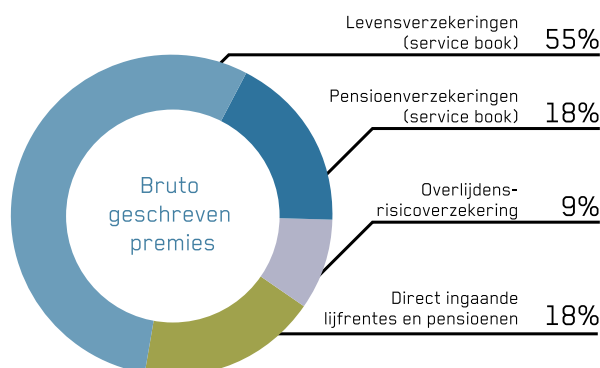 Levensverzekeringen
(service book) 55%
Pensioenverzekeringen
(service book) 18%
Bruto
geschreven
premies
Overlijdens-
risicoverzekering 9%
Direct ingaande
lijfrentes en pensioenen 18%